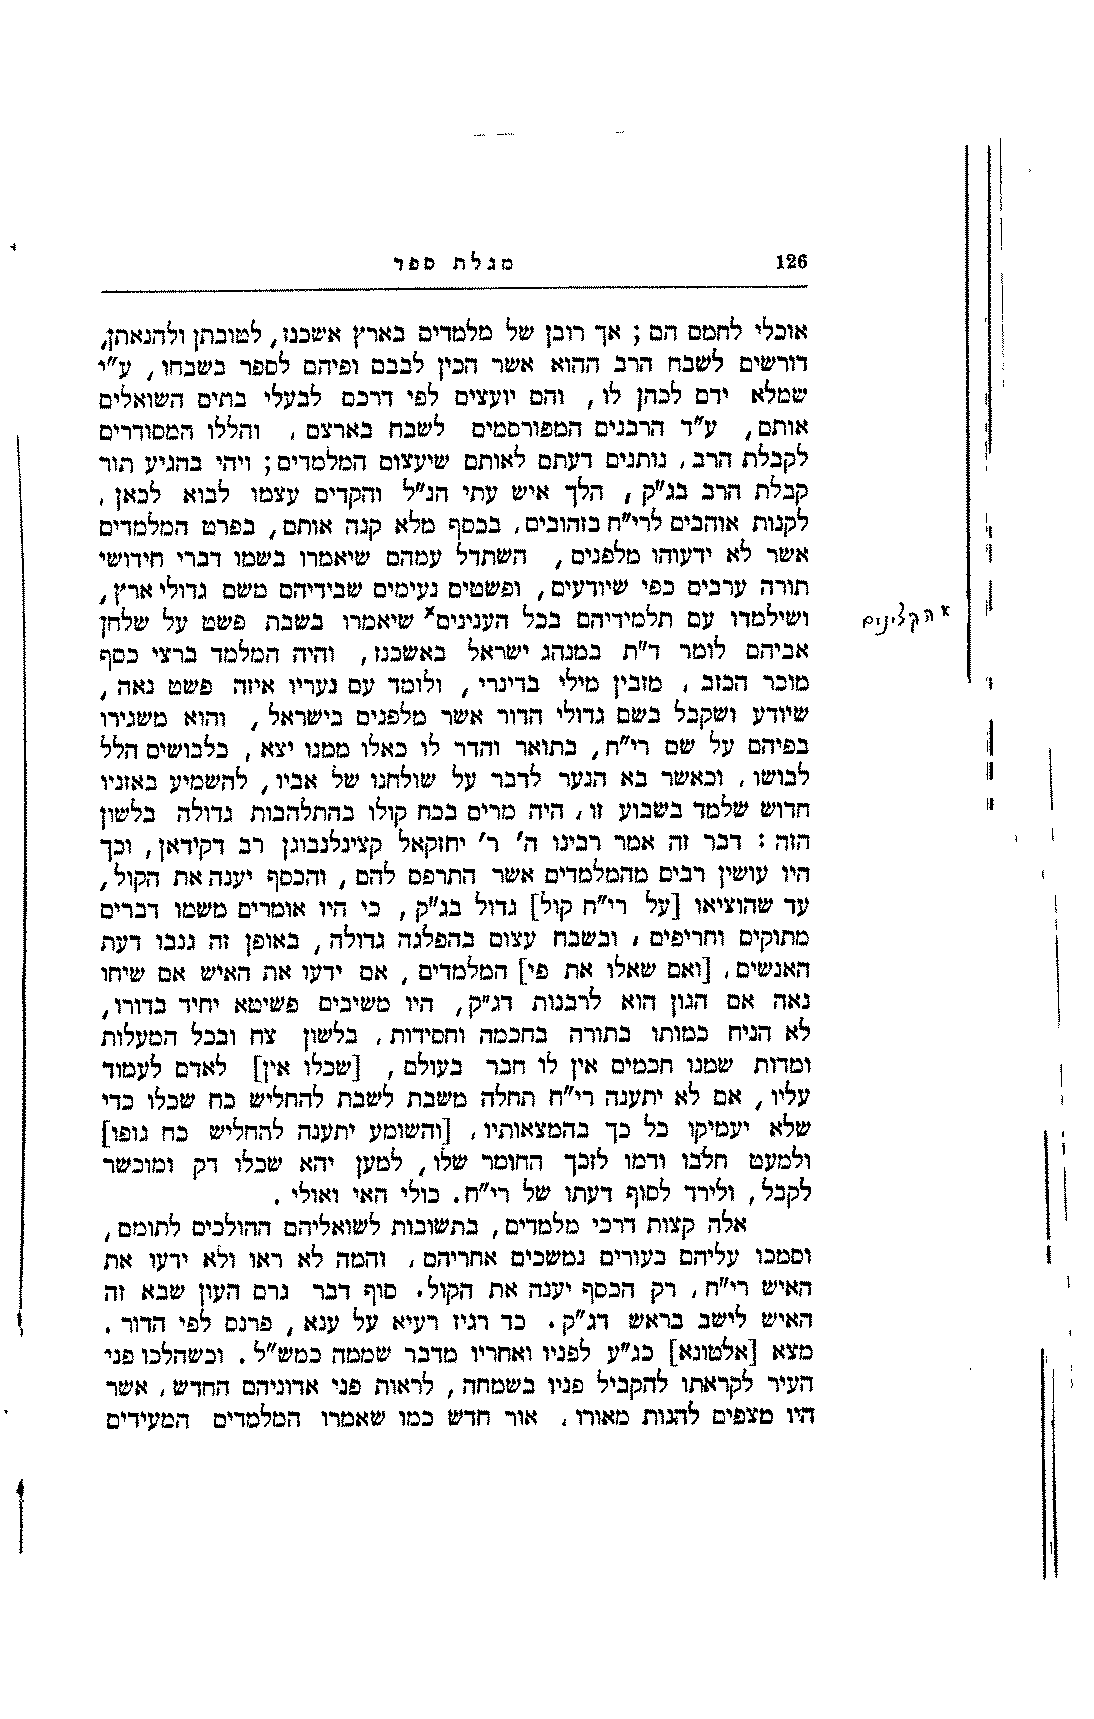 126 מגלת ספר
אוכלי לחמם הם ; אך רובן של מלמדים בארץ אשכנז, לטובתן ולהנאתן,
דורשים לשבח הרב ההוא אשר הכין לבבם ופיהם לספר בשבחו, ע"י
שמלא ידם לכהן לו, והם יועצים לפי דרכם לבעלי בתים השואלים
אותם, ע"ד הרבנים המפורסמים לשבח בארצם. והללו המסודרים
לקבלת הרב, נותנים דעתם לאותם שיעצום המלמדים; ויהי בהגיע תור
קבלת הרב בג"ק, הלך איש עתי הנ"ל והקדים עצמו לבוא לכאן,
לקנות אוהבים לרי"ח בזהובים, בכסף מלא קנה אותם, בפרט המלמדים
אשר לא ידעוהו מלפנים, השתדל עמהם שיאמרו בשמו דברי חידושי
תורה ערבים כפי שיודעים, ופשטים נעימים שבידיהם משם גדולי ארץ,
ושילמדו עם תלמידיהם בכל הענינים א שיאמרו בשבת פשט על שלחן
א הקצינים
אביהם לומר ד"ת כמנהג ישראל באשכנז, והיה המלמד ברצי כסף
מוכר הכזב, מזבין מילי בדינרי, ולומד עם נעריו איזה פשט נאה,
שיודע ושקבל בשם גדולי הדור אשר מלפנים בישראל, והוא משגירו
בפיהם על שם רי"ח, בתואר והדר לו כאלו ממנו יצא, כלבושים הלל
לבושו, וכאשר בא הנער לדבר על שולחנו של אביו, להשמיע באזניו
חדוש שלמד בשבוע זו, היה מרים בכח קולו בהתלהבות גדולה בלשון
הזה : דבר זה אמר רבינו ה' ר' יחזקאל קצינלנבוגן רב דקידאן, וכך
היו עושין רבים מהמלמדים אשר התרפס להם, והכסף יענה את הקול,
עד שהוציאו [על רי"ח קול] גדול בג"ק, כי היו אומרים משמו דברים
מתוקים וחריפים, ובשבח עצום בהפלגה גדולה, באופן זה גנבו דעת
האנשים, [ואם שאלו את פי] המלמדים, אם ידעו את האיש אם שיחו
נאה אם הגון הוא לרבנות דג"ק, היו משיבים פשיטא יחיד בדורו,
לא הניח כמותו בתורה בחכמה וחסידות, בלשון צח ובכל המעלות
ומדות שמנו חכמים אין לו חבר בעולם, [שכלו אין] לאדם לעמוד
עליו, אם לא יתענה רי"ח תחלה משבת לשבת להחליש כח שכלו כדי
שלא יעמיקו כל כך בהמצאותיו, [והשומע יתענה להחליש כח גופו]
ולמעט חלבו ודמו לזכך החומר שלו, למען יהא שכלו דק ומוכשר
לקבל, ולירד לסוף דעתו של רי"ח. כולי האי ואולי.
אלה קצות דרכי מלמדים, בתשובות לשואליהם ההולכים לתומם,
וסמכו עליהם בעורים נמשכים אחריהם, והמה לא ראו ולא ידעו את
האיש רי"ח, רק הכסף יענה את הקול. סוף דבר גרם העון שבא זה
האיש לישב בראש דג"ק. כד רגיז רעיא על ענא, פרנס לפי הדור.
מצא [אלטונא] כג"ע לפניו ואחריו מדבר שממה כמש"ל. וכשהלכו פני
העיר לקראתו להקביל פניו בשמחה, לראות פני אדוניהם החדש, אשר
היו מצפים להגות מאורו, אור חדש כמו שאמרו המלמדים המעידים